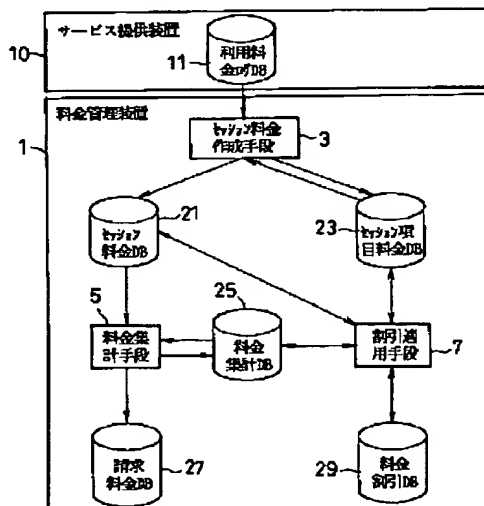 サービス提供装置
10
11
利用料
金ログDB
料金管理装置
1
セッション料金
作成手段
3
21
セッション
料金DB
23
セッション項
目料金DB
25
5
料金集
計手段
料金
集計DB
割引適
用手段
7
請求
料金DB
27
29
料金
割引DB